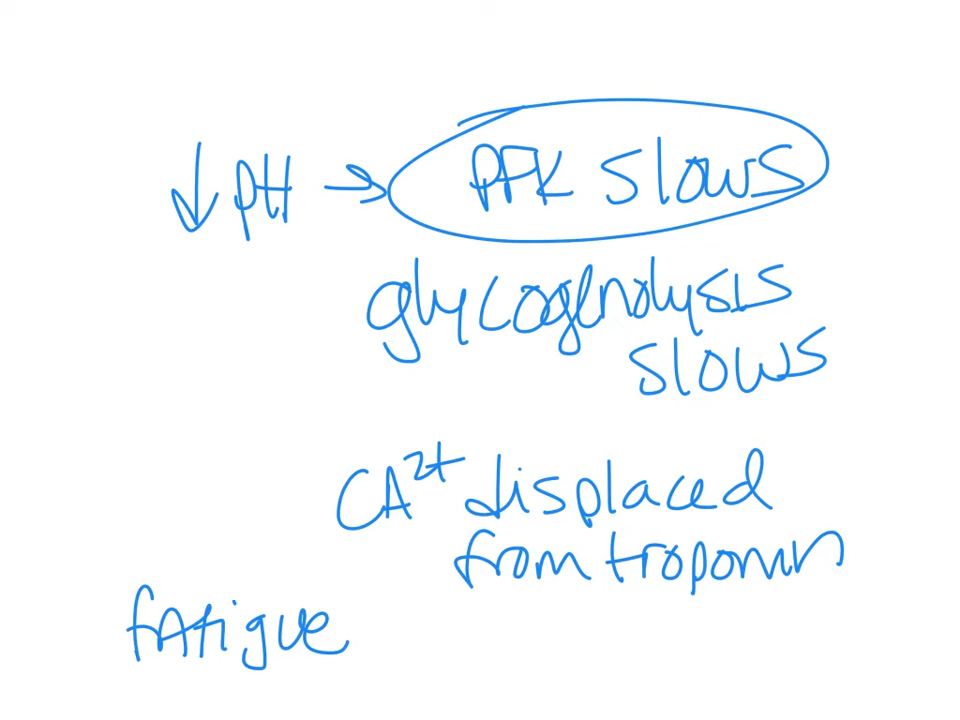 ↓ pH → PFK slows
glycogenolysis
slows
CA²⁺ displaced
from troponin
fAtigue